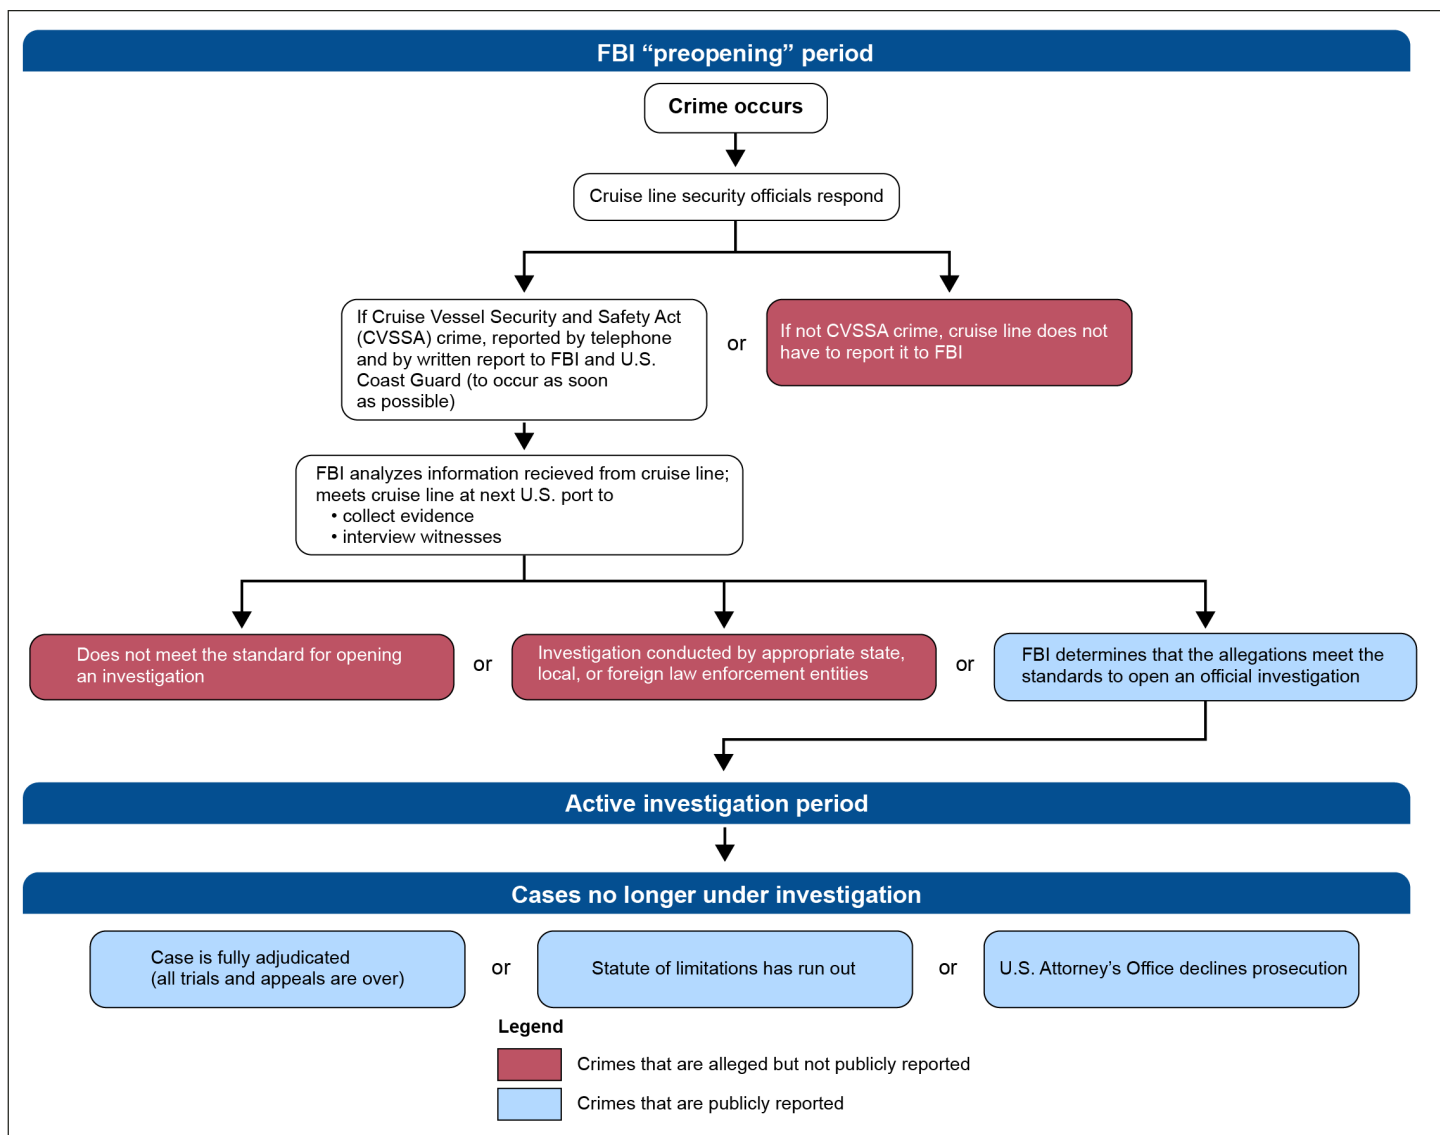 FBI “preopening” period
Crime occurs
Cruise line security officials respond
If Cruise Vessel Security and Safety Act
(CVSSA) crime, reported by telephone
and by written report to FBI and U.S.
Coast Guard (to occur as soon
as possible)
or
If not CVSSA crime, cruise line does not
have to report it to FBI
FBI analyzes information recieved from cruise line;
meets cruise line at next U.S. port to
• collect evidence
• interview witnesses
Does not meet the standard for opening
an investigation
or
Investigation conducted by appropriate state,
local, or foreign law enforcement entities
or
FBI determines that the allegations meet the
standards to open an official investigation
Active investigation period
Cases no longer under investigation
Case is fully adjudicated
(all trials and appeals are over)
or
Statute of limitations has run out
or
U.S. Attorney’s Office declines prosecution
Legend
Crimes that are alleged but not publicly reported
Crimes that are publicly reported